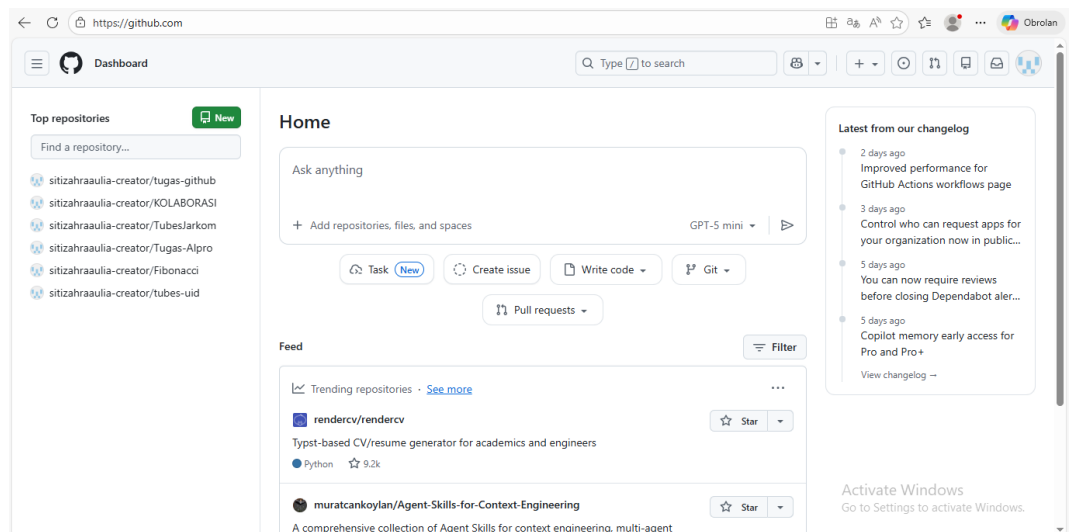 https://github.com
Obrolan
Dashboard
Type / to search
Top repositories
New
Find a repository...
sitizahraaulia-creator/tugas-github
sitizahraaulia-creator/KOLABORASI
sitizahraaulia-creator/TubesJarkom
sitizahraaulia-creator/Tugas-Alpro
sitizahraaulia-creator/Fibonacci
sitizahraaulia-creator/tubes-uid
Home
Ask anything
Add repositories, files, and spaces
GPT-5 mini
Task New
Create issue
Write code
Git
Pull requests
Feed
Filter
Trending repositories · See more
rendercv/rendercv
Star
Typst-based CV/resume generator for academics and engineers
Python 9.2k
muratcankoylan/Agent-Skills-for-Context-Engineering
Star
A comprehensive collection of Agent Skills for context engineering, multi-agent
Latest from our changelog
2 days ago
Improved performance for
GitHub Actions workflows page
3 days ago
Control who can request apps for
your organization now in public...
5 days ago
You can now require reviews
before closing Dependabot aler...
5 days ago
Copilot memory early access for
Pro and Pro+
View changelog →
Activate Windows
Go to Settings to activate Windows.